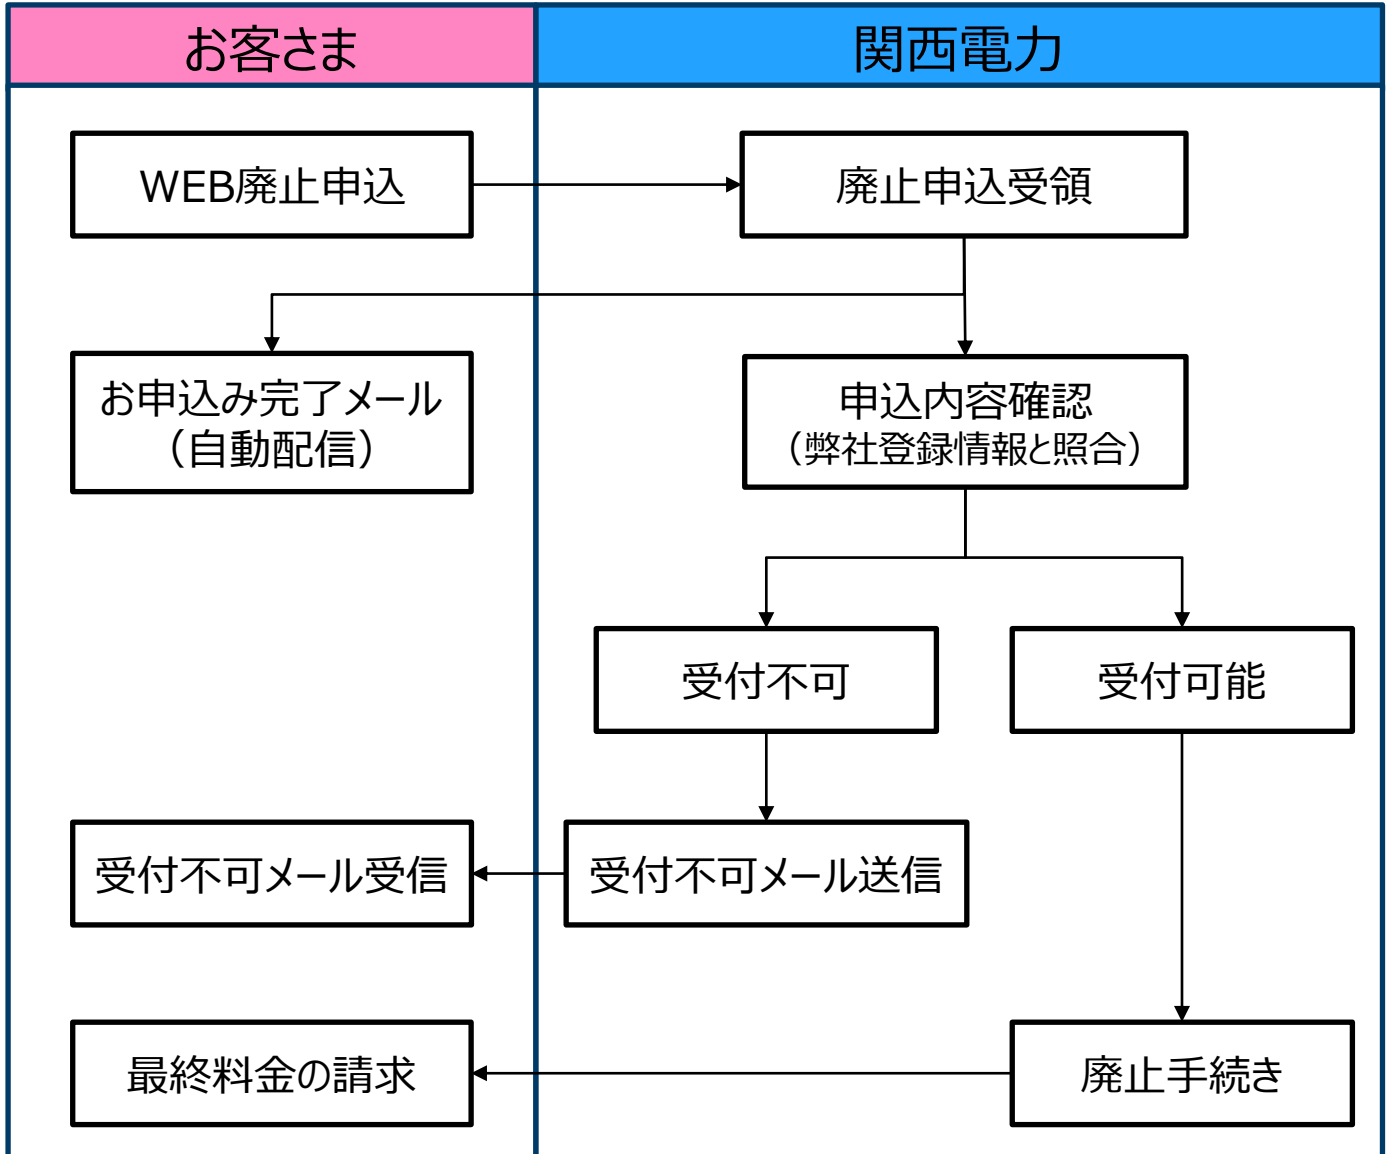 お客さま
関西電力
WEB廃止申込
廃止申込受領
お申込み完了メール
（自動配信）
申込内容確認
（弊社登録情報と照合）
受付不可
受付可能
受付不可メール受信
受付不可メール送信
最終料金の請求
廃止手続き